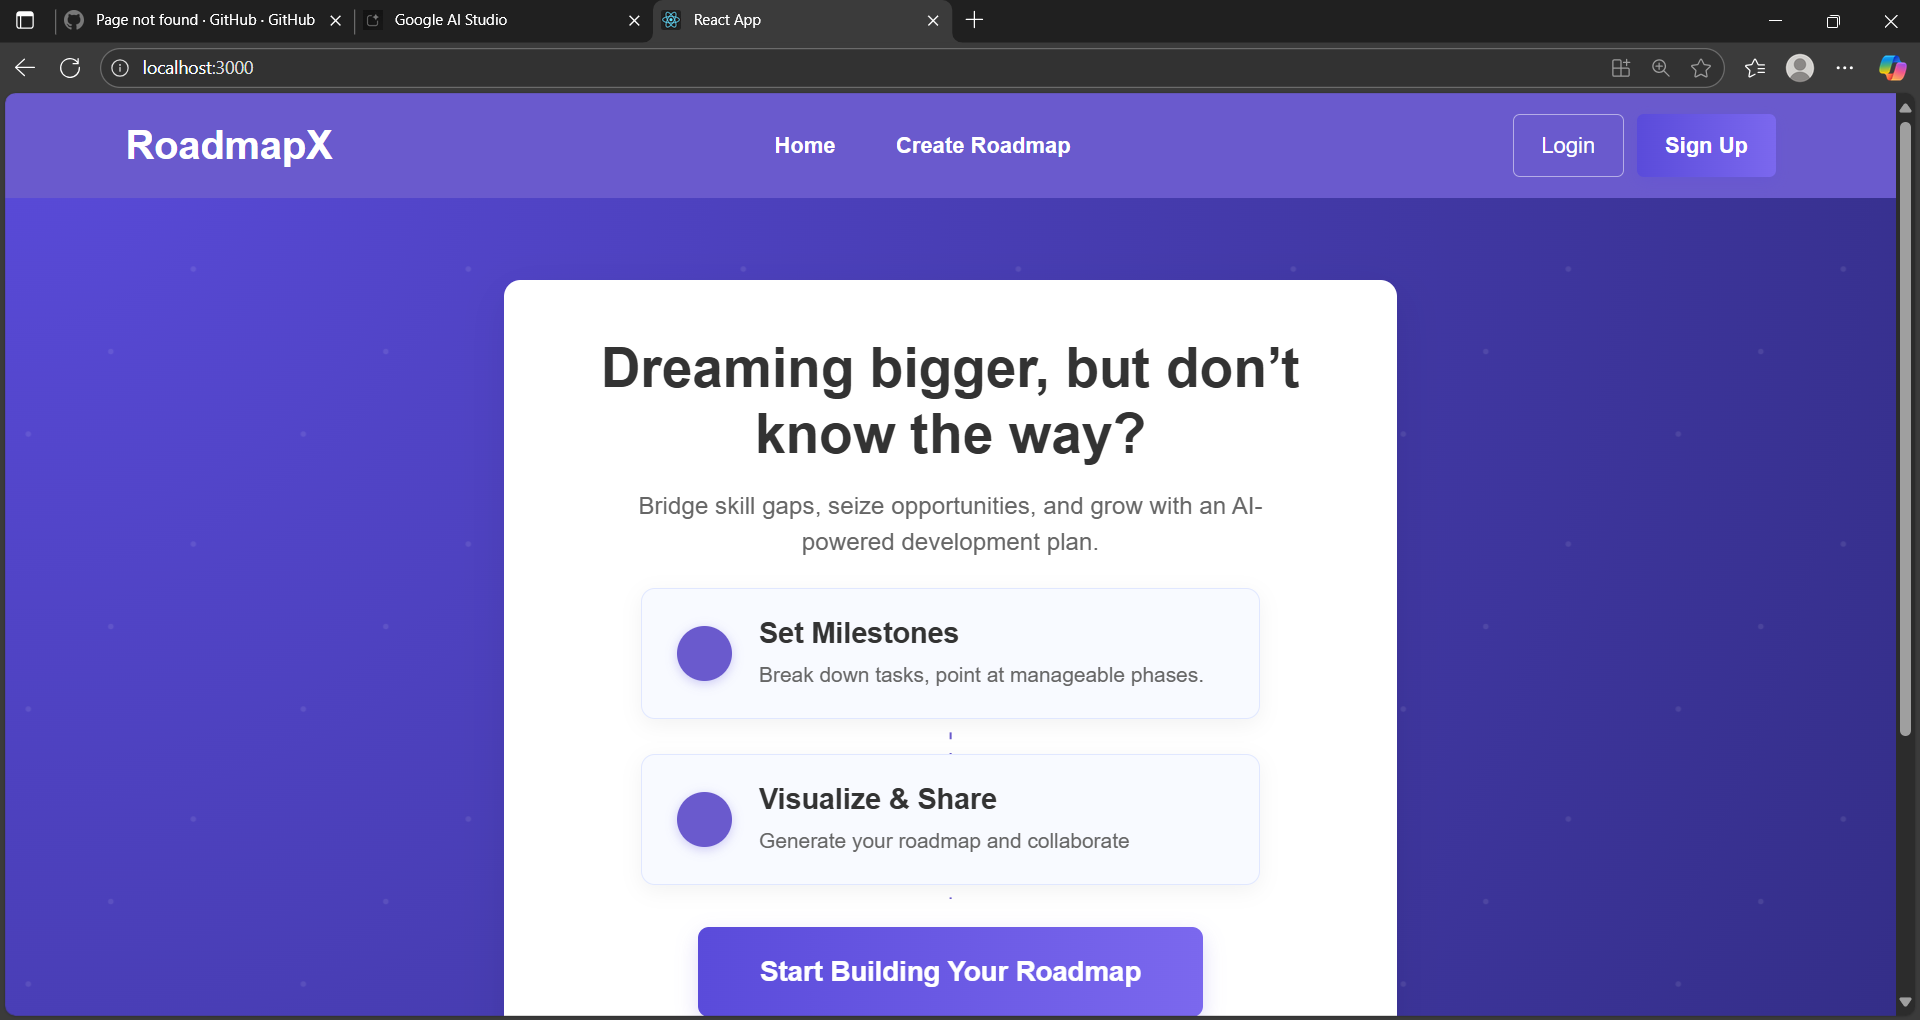 Page not found · GitHub · GitHub
Google AI Studio
React App
localhost:3000
RoadmapX
Home
Create Roadmap
Login
Sign Up
Dreaming bigger, but don’t
know the way?
Bridge skill gaps, seize opportunities, and grow with an AI-
powered development plan.
Set Milestones
Break down tasks, point at manageable phases.
Visualize & Share
Generate your roadmap and collaborate
Start Building Your Roadmap